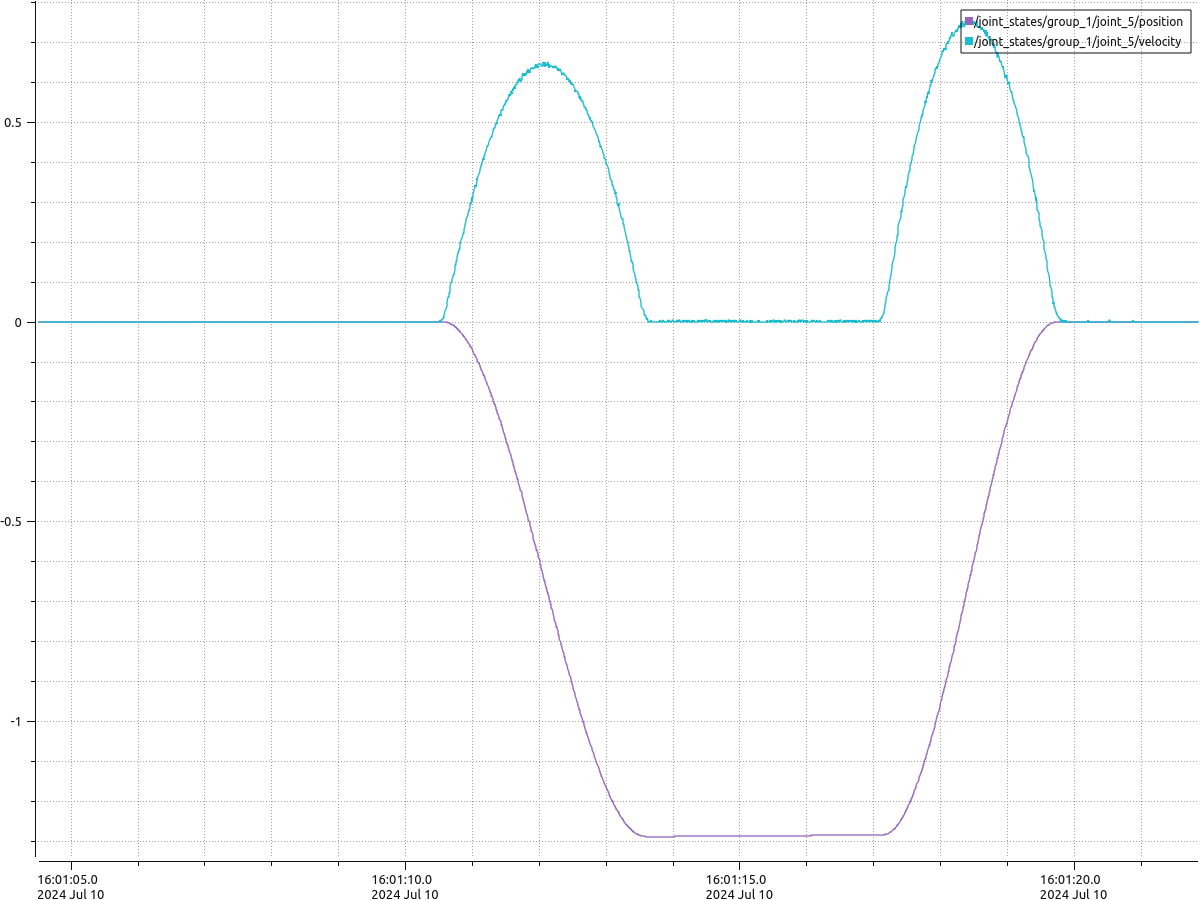 /joint_states/group_1/joint_5/position
/joint_states/group_1/joint_5/velocity
0.5
0
-0.5
-1
16:01:05.0
2024 Jul 10
16:01:10.0
2024 Jul 10
16:01:15.0
2024 Jul 10
16:01:20.0
2024 Jul 10